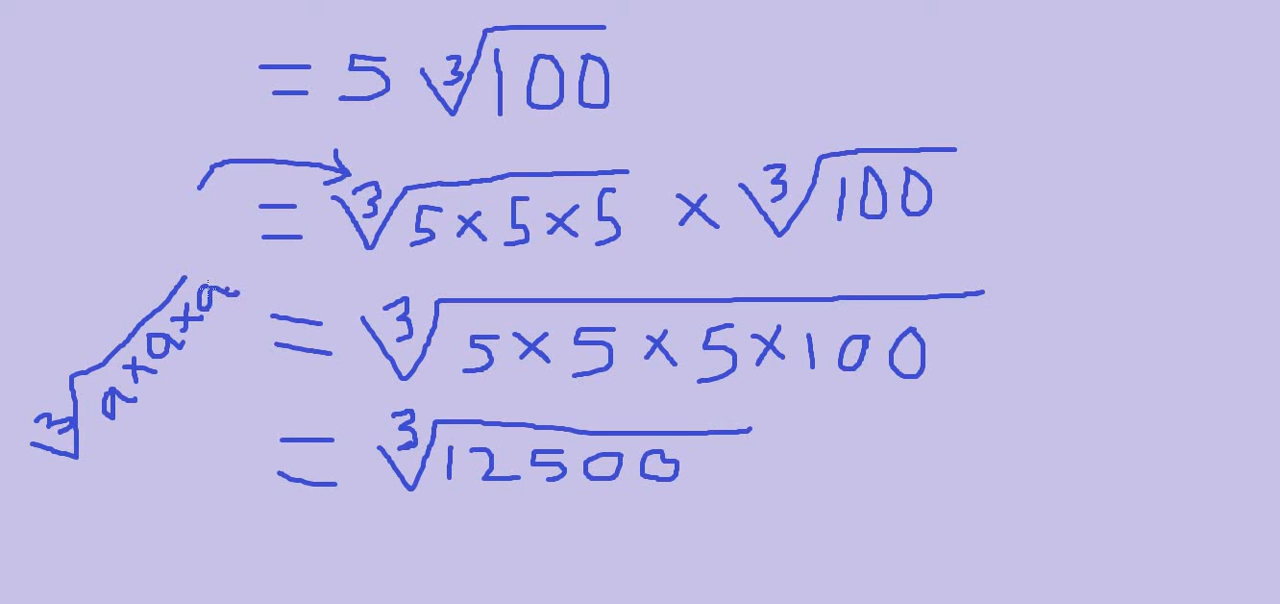 = 5 ∛100
= ∛5×5×5 × ∛100
= ∛5×5×5×100
∛a×a×a
= ∛12500